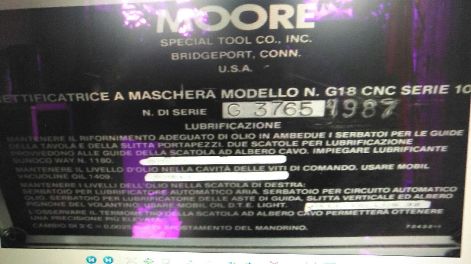 MOORE
SPECIAL TOOL CO., INC.
BRIDGEPORT, CONN.
U.S.A.
RETTIFICATRICE A MASCHERA MODELLO N. G18 CNC SERIE 10
N. DI SERIE G 3765 1987
LUBRIFICAZIONE
MANTENERE IL RIFORNIMENTO ADEGUATO DI OLIO IN AMBEDUE I SERBATOI PER LE GUIDE
DELLA TAVOLA E DELLA SLITTA PORTAPEZZI. DUE SCATOLE PER LUBRIFICAZIONE
PROVVEDONO ALLE GUIDE DELLA SCATOLA AD ALBERO CAVO. IMPIEGARE LUBRIFICANTE
SUNOCO WAY N. 1180.
MANTENERE IL LIVELLO D'OLIO NELLA CAVITÀ DELLE VITI DI COMANDO. USARE MOBIL
VACUOLINE OIL 1409.
MANTENERE I LIVELLI DELL'OLIO NELLA SCATOLA DI DESTRA:
SERBATOIO PER LUBRIFICATORE AUTOMATICO ARIA. SERBATOIO PER CIRCUITO AUTOMATICO
OLIO. SERBATOIO PER LUBRIFICATORE DELLE ASTE DI GUIDA, SLITTA VERTICALE ED ALBERO
PIGNONE DEL VOLANTINO. USARE MOBIL OIL D.T.E. LIGHT.
L'OSSERVARE IL TERMOMETRO DELLA SCATOLA AD ALBERO CAVO PERMETTERÀ OTTENERE
UNA PRECISIONE PIÙ ELEVATA.
SPOSTAMENTO DEL MANDRINO.